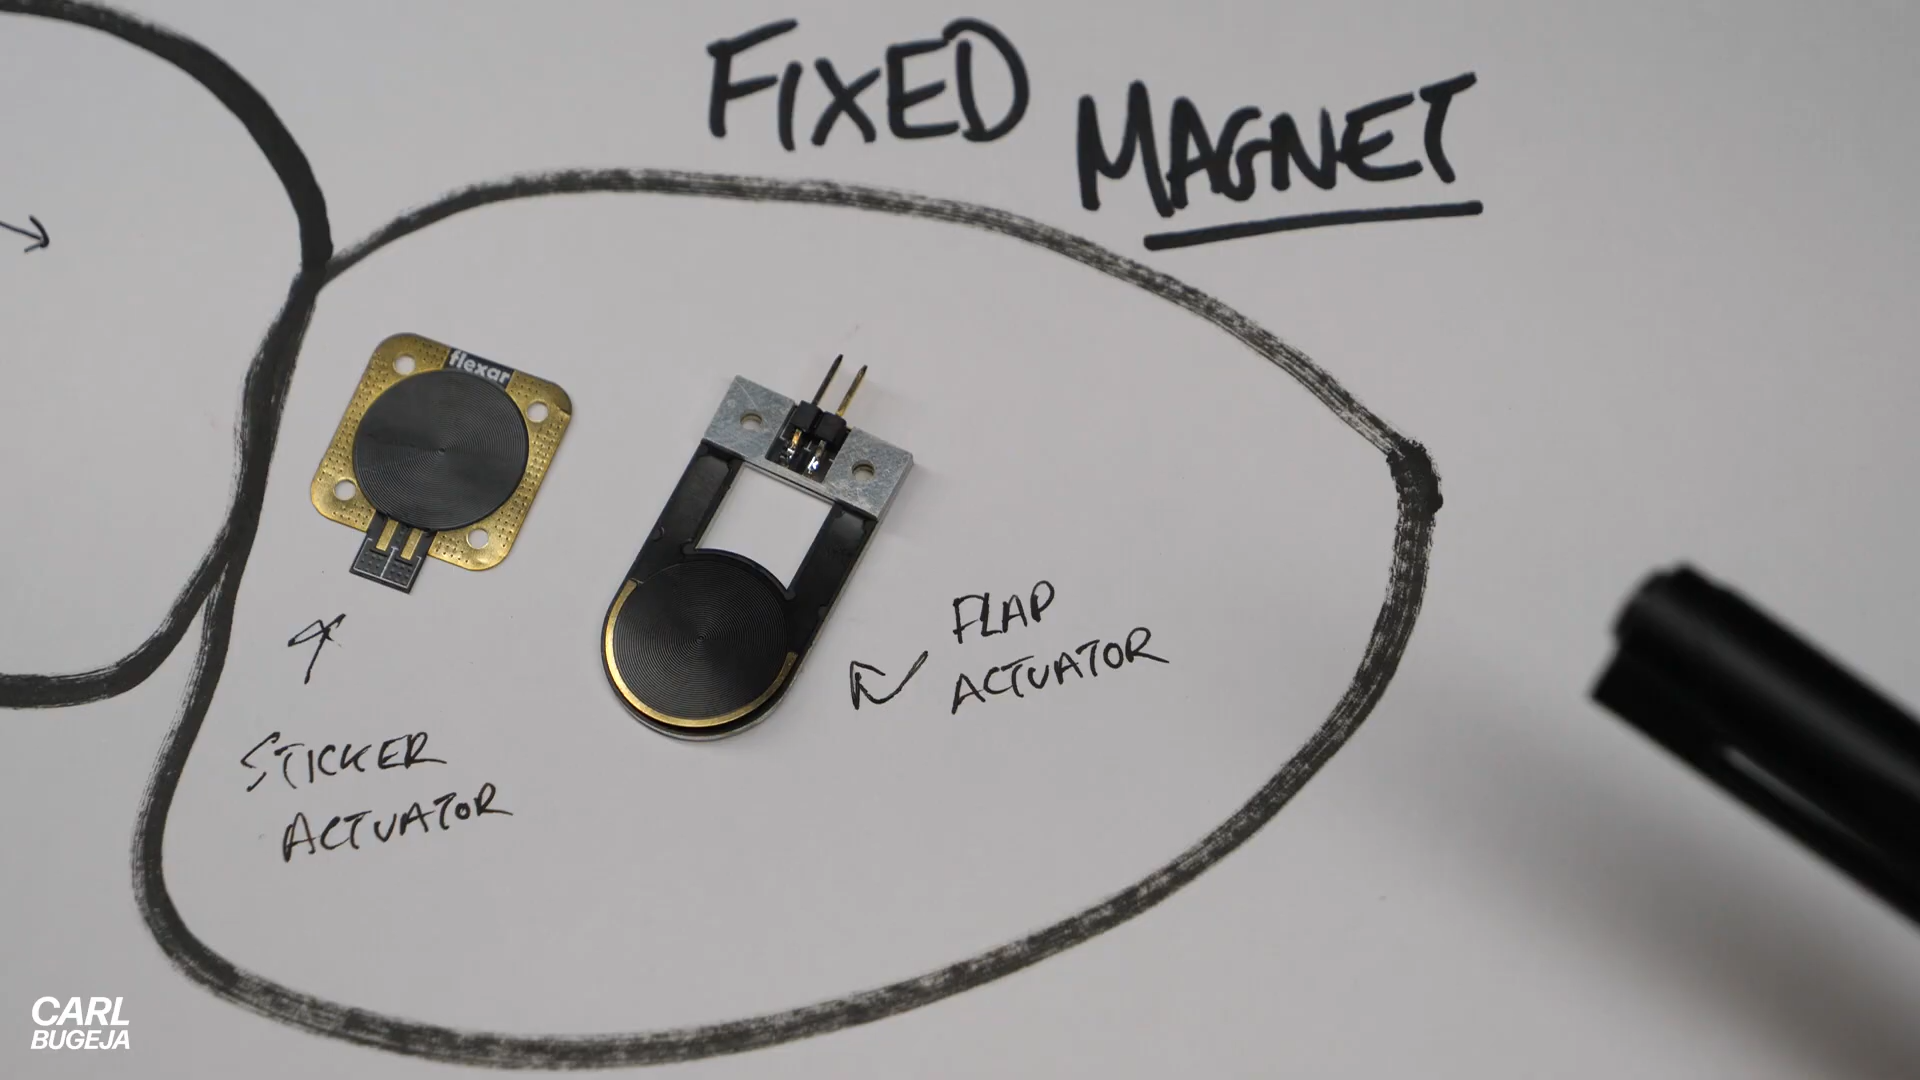 FIXED
MAGNET
flexar
FLAP
ACTUATOR
STICKER
ACTUATOR
CARL
BUGEJA